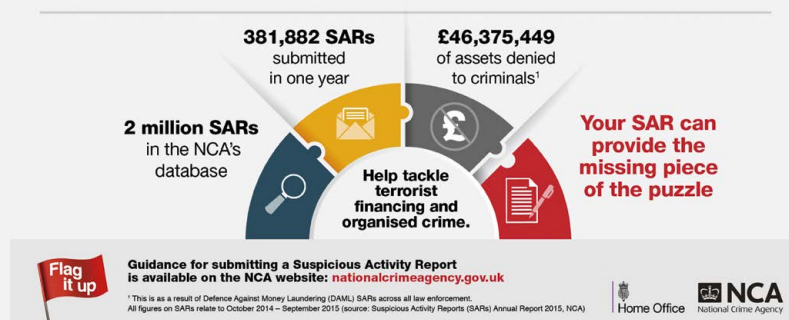 381,882 SARs
submitted
in one year
£46,375,449
of assets denied
to criminals¹
2 million SARs
in the NCA's
database
Your SAR can
provide the
missing piece
of the puzzle
Help tackle
terrorist
financing and
organised crime.
Flag
it up
Guidance for submitting a Suspicious Activity Report
is available on the NCA website: nationalcrimeagency.gov.uk
¹ This is as a result of Defence Against Money Laundering (DAML) SARs across all law enforcement.
All figures on SARs relate to October 2014 – September 2015 (source: Suspicious Activity Reports (SARs) Annual Report 2015, NCA)
Home Office
NCA
National Crime Agency